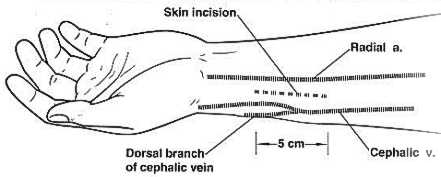 Skin incision
Radial a.
5 cm
Dorsal branch
of cephalic vein
Cephalic v.